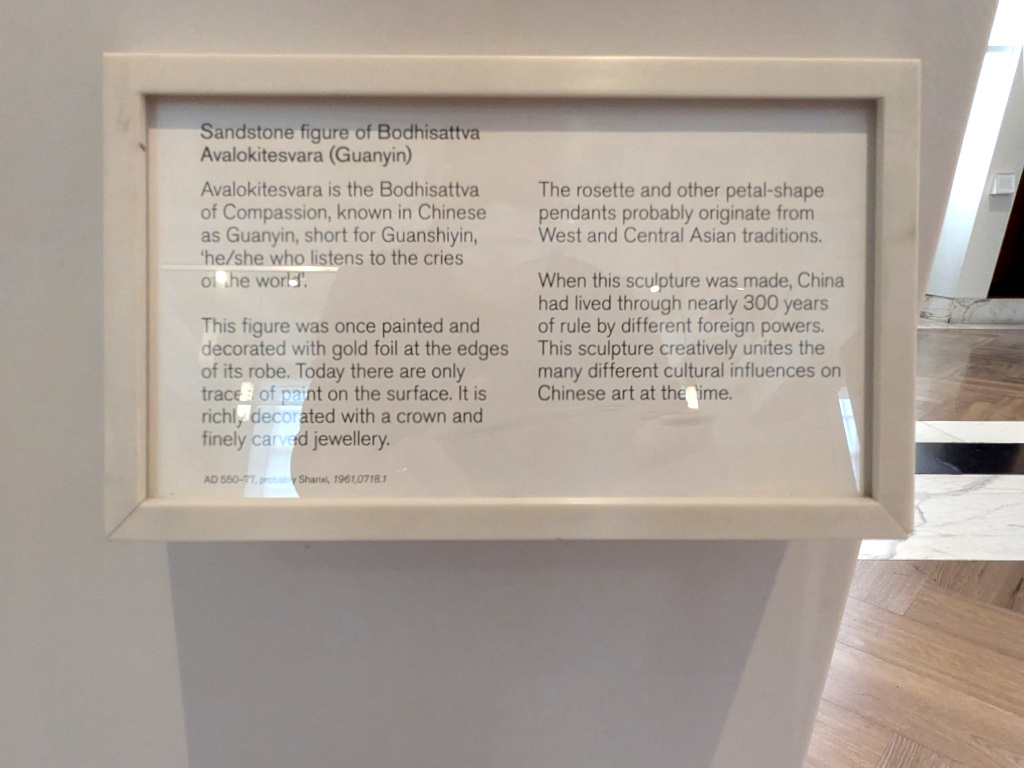 Sandstone figure of Bodhisattva
Avalokitesvara (Guanyin)
Avalokitesvara is the Bodhisattva
of Compassion, known in Chinese
as Guanyin, short for Guanshiyin,
‘he/she who listens to the cries
of the world’.
This figure was once painted and
decorated with gold foil at the edges
of its robe. Today there are only
traces of paint on the surface. It is
richly decorated with a crown and
finely carved jewellery.
AD 550–77, probably Shanxi, 1961,0718.1
The rosette and other petal-shape
pendants probably originate from
West and Central Asian traditions.
When this sculpture was made, China
had lived through nearly 300 years
of rule by different foreign powers.
This sculpture creatively unites the
many different cultural influences on
Chinese art at the time.